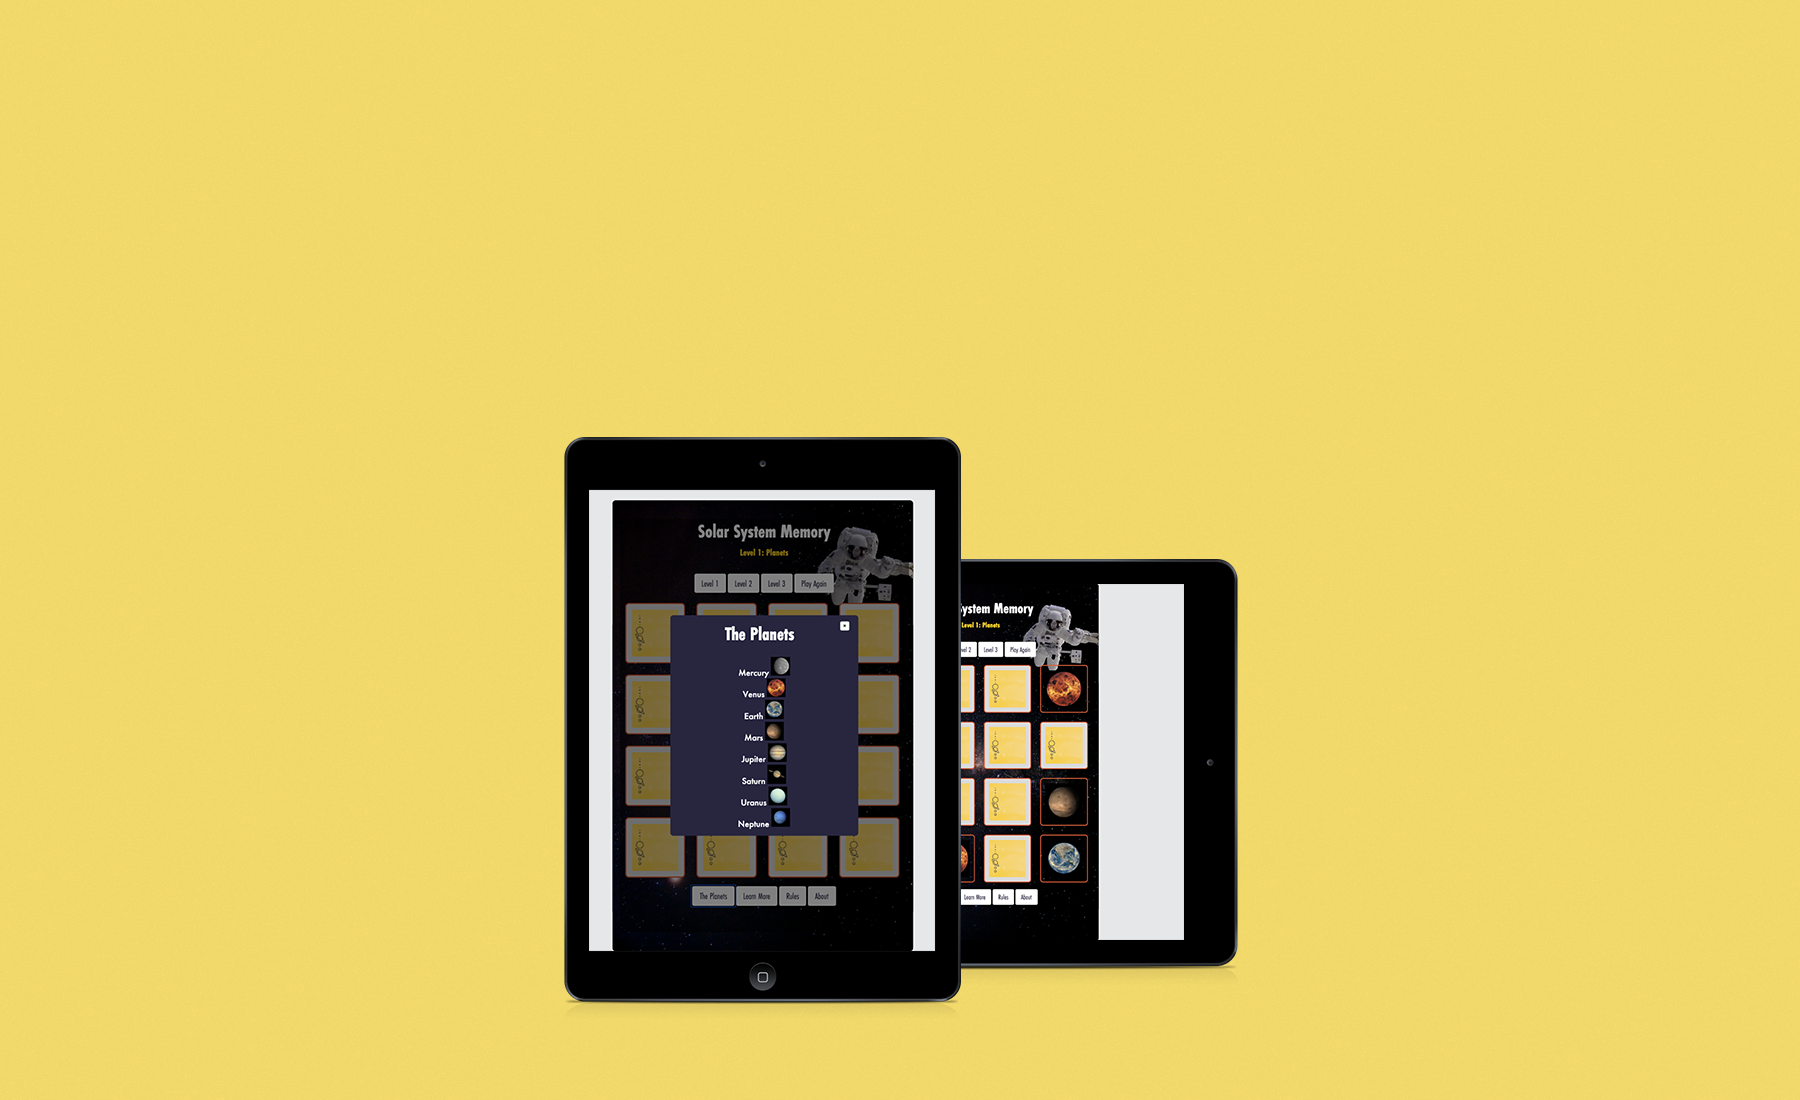 Solar System Memory
Level 1: Planets
Level 1 Level 2 Level 3 Play Again
The Planets
Mercury
Venus
Earth
Mars
Jupiter
Saturn
Uranus
Neptune
The Planets Learn More Rules About
ystem Memory
Level 1: Planets
vel 2 Level 3 Play Again
Learn More Rules About